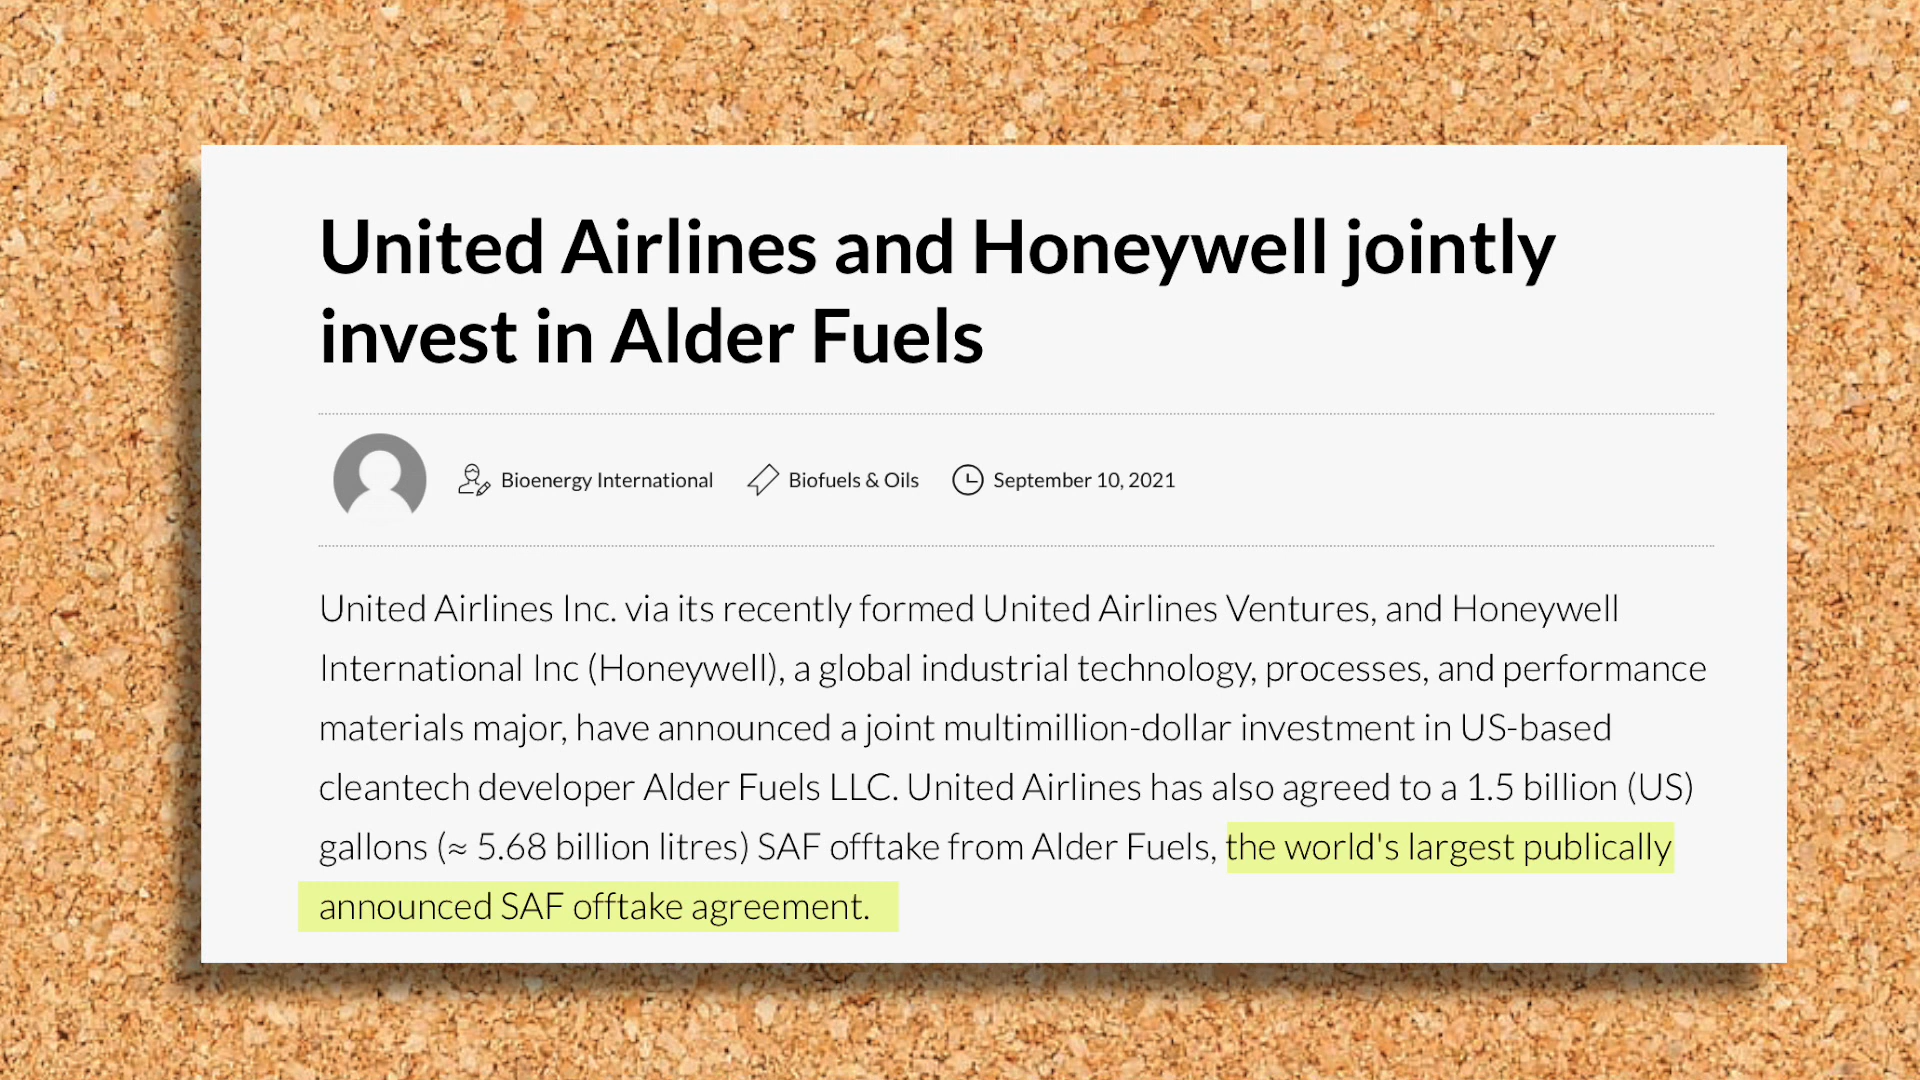 United Airlines and Honeywell jointly
invest in Alder Fuels
Bioenergy International Biofuels & Oils September 10, 2021
United Airlines Inc. via its recently formed United Airlines Ventures, and Honeywell
International Inc (Honeywell), a global industrial technology, processes, and performance
materials major, have announced a joint multimillion-dollar investment in US-based
cleantech developer Alder Fuels LLC. United Airlines has also agreed to a 1.5 billion (US)
gallons (≈ 5.68 billion litres) SAF offtake from Alder Fuels, the world's largest publically
announced SAF offtake agreement.